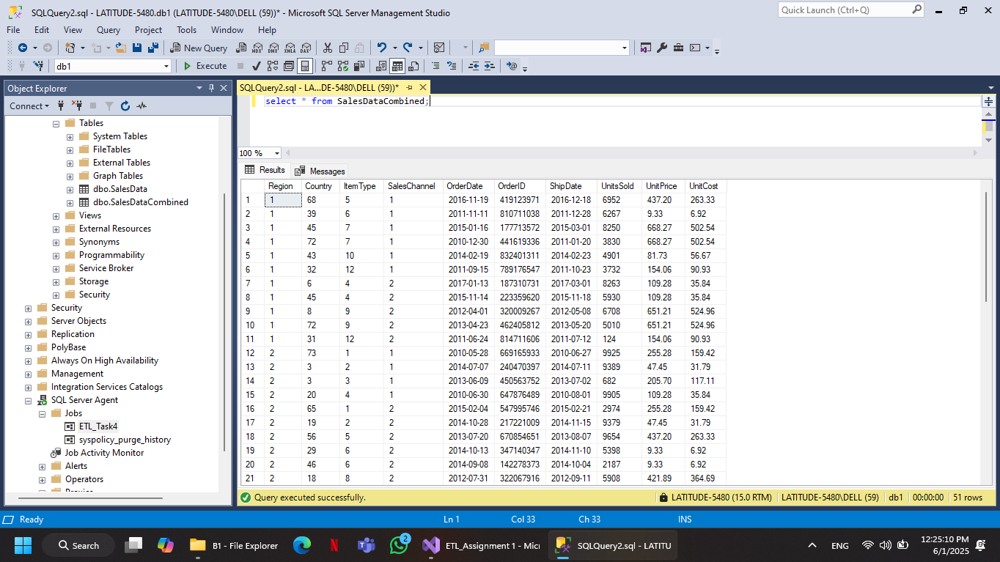 SQLQuery2.sql - LATITUDE-5480.db1 (LATITUDE-5480\DELL (59))* - Microsoft SQL Server Management Studio
Quick Launch (Ctrl+Q)
File Edit View Query Project Tools Window Help
New Query MDX DMX XMLA DAX
db1 Execute
Object Explorer
Connect
Tables
System Tables
FileTables
External Tables
Graph Tables
dbo.SalesData
dbo.SalesDataCombined
Views
External Resources
Synonyms
Programmability
Service Broker
Storage
Security
Security
Server Objects
Replication
PolyBase
Always On High Availability
Management
Integration Services Catalogs
SQL Server Agent
Jobs
ETL_Task4
syspolicy_purge_history
Job Activity Monitor
Alerts
Operators
SQLQuery2.sql - LA...DE-5480\DELL (59))*
select * from SalesDataCombined;
100 %
Results Messages
Region Country ItemType SalesChannel OrderDate OrderID ShipDate UnitsSold UnitPrice UnitCost
1 1 68 5 1 2016-11-19 419123971 2016-12-18 6952 437.20 263.33
2 1 39 6 1 2011-11-11 810711038 2011-12-28 6267 9.33 6.92
3 1 45 7 1 2015-01-16 177713572 2015-03-01 8250 668.27 502.54
4 1 72 7 1 2010-12-30 441619336 2011-01-20 3830 668.27 502.54
5 1 43 10 1 2014-02-19 832401311 2014-02-23 4901 81.73 56.67
6 1 32 12 1 2011-09-15 789176547 2011-10-23 3732 154.06 90.93
7 1 6 4 2 2017-01-13 187310731 2017-03-01 8263 109.28 35.84
8 1 45 4 2 2015-11-14 223359620 2015-11-18 5930 109.28 35.84
9 1 8 9 2 2012-04-01 320009267 2012-05-08 6708 651.21 524.96
10 1 72 9 2 2013-04-23 462405812 2013-05-20 5010 651.21 524.96
11 1 31 12 2 2011-06-24 814711606 2011-07-12 124 154.06 90.93
12 2 73 1 1 2010-05-28 669165933 2010-06-27 9925 255.28 159.42
13 2 3 2 1 2014-07-07 240470397 2014-07-11 9389 47.45 31.79
14 2 3 3 1 2013-06-09 450563752 2013-07-02 682 205.70 117.11
15 2 20 4 1 2010-06-30 647876489 2010-08-01 9905 109.28 35.84
16 2 65 1 2 2015-02-04 547995746 2015-02-21 2974 255.28 159.42
17 2 19 2 2 2014-10-28 217221009 2014-11-15 9379 47.45 31.79
18 2 56 5 2 2013-07-20 670854651 2013-08-07 9654 437.20 263.33
19 2 29 6 2 2014-10-13 347140347 2014-11-10 5398 9.33 6.92
20 2 46 6 2 2014-09-08 142278373 2014-10-04 2187 9.33 6.92
21 2 18 8 2 2012-07-31 322067916 2012-09-11 5908 421.89 364.69
Query executed successfully. LATITUDE-5480 (15.0 RTM) LATITUDE-5480\DELL (59) db1 00:00:00 51 rows
Ready Ln 1 Col 33 Ch 33 INS
Search B1 - File Explorer 2 ETL_Assignment 1 - Micr SQLQuery2.sql - LATITU ENG 12:25:10 PM
6/1/2025